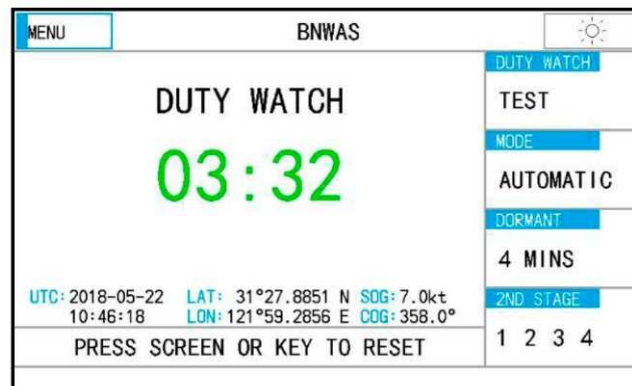 MENU
BNWAS
DUTY WATCH
03:32
UTC: 2018-05-22 LAT: 31°27.8851 N SOG: 7.0kt
10:46:18 LON: 121°59.2856 E COG: 358.0°
PRESS SCREEN OR KEY TO RESET
DUTY WATCH
TEST
MODE
AUTOMATIC
DORMANT
4 MINS
2ND STAGE
1 2 3 4